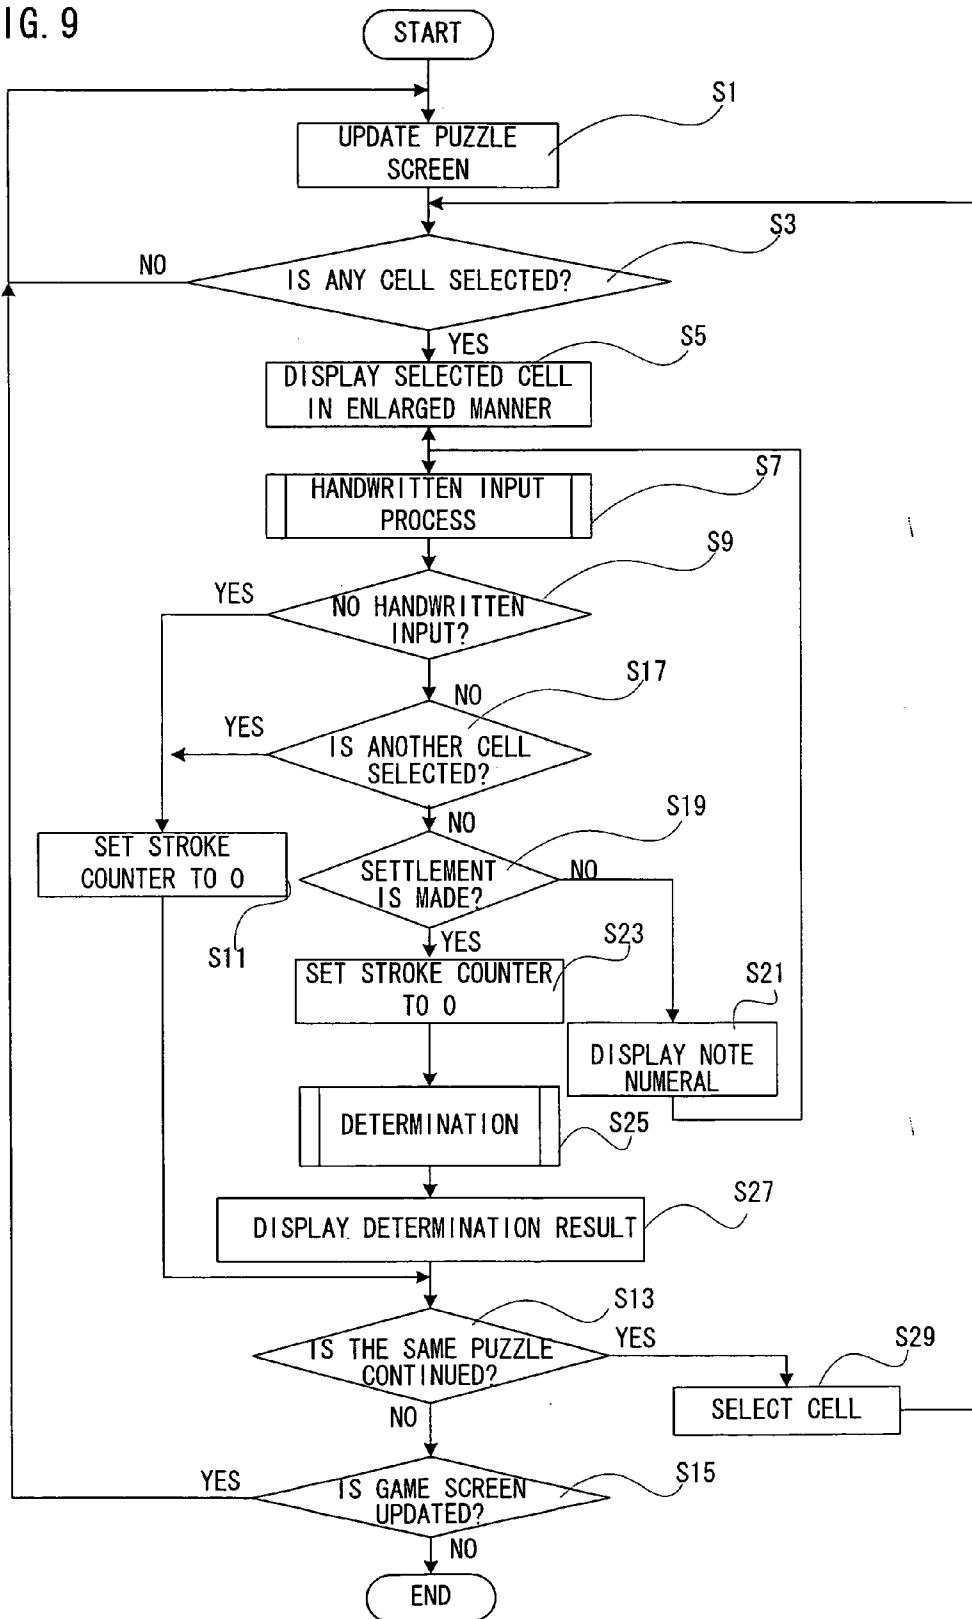 IG. 9
START
S1
UPDATE PUZZLE
SCREEN
S3
NO
IS ANY CELL SELECTED?
YES
S5
DISPLAY SELECTED CELL
IN ENLARGED MANNER
S7
HANDWRITTEN INPUT
PROCESS
S9
YES
NO HANDWRITTEN
INPUT?
S17
NO
YES
IS ANOTHER CELL
SELECTED?
S19
NO
SET STROKE
COUNTER TO 0
SETTLEMENT
IS MADE?
NO
S11
YES
S23
SET STROKE COUNTER
TO 0
S21
DISPLAY NOTE
NUMERAL
DETERMINATION
S25
S27
DISPLAY DETERMINATION RESULT
S13
IS THE SAME PUZZLE
CONTINUED?
YES
S29
SELECT CELL
NO
YES
S15
IS GAME SCREEN
UPDATED?
NO
END